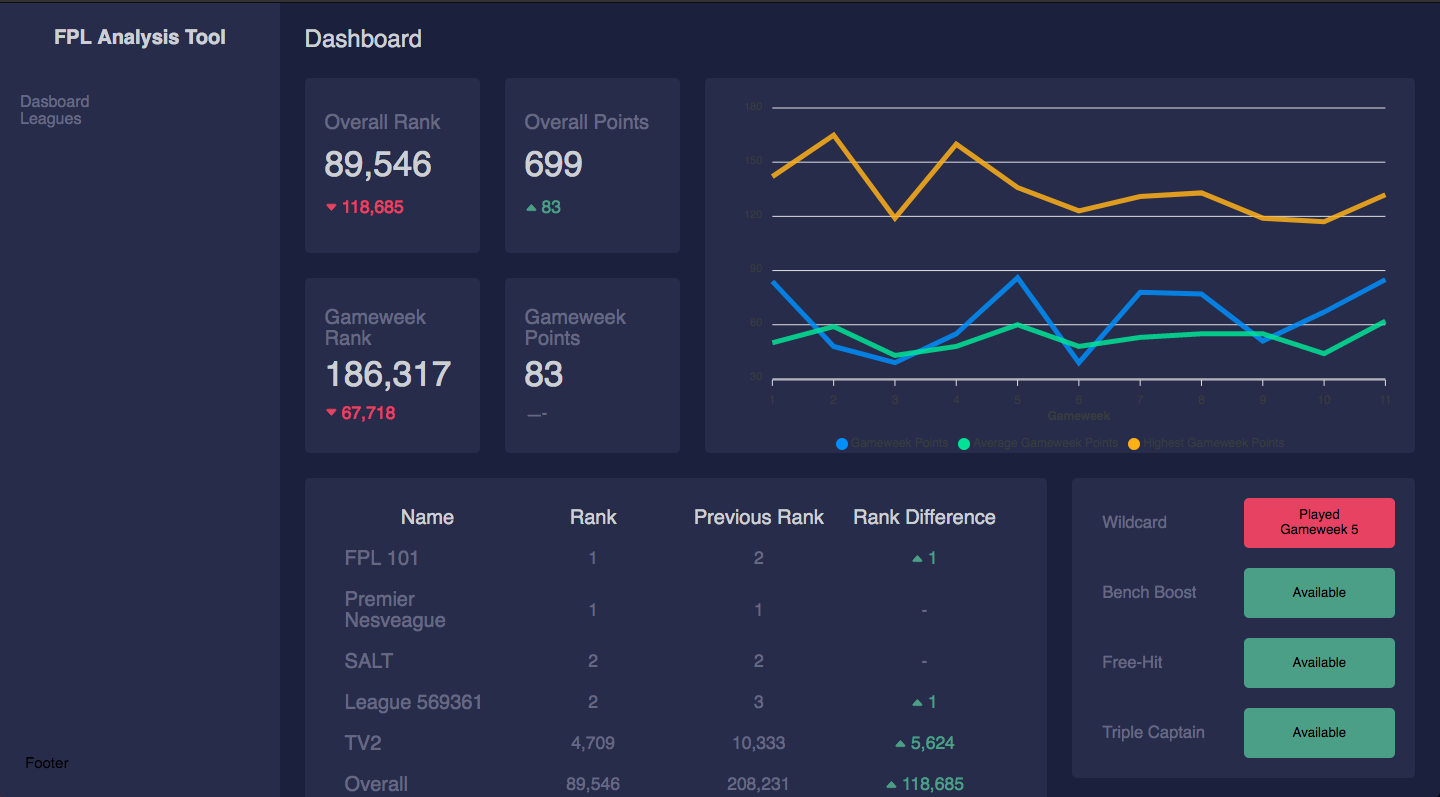 FPL Analysis Tool
Dasboard
Leagues
Footer
Dashboard
Overall Rank
89,546
118,685
Overall Points
699
83
Gameweek
Rank
186,317
67,718
Gameweek
Points
83
—-
180
150
120
90
60
30
1 2 3 4 5 6 7 8 9 10 11
Gameweek
Gameweek Points Average Gameweek Points Highest Gameweek Points
Name Rank Previous Rank Rank Difference
FPL 101 1 2 1
Premier
Nesveague 1 1 -
SALT 2 2 -
League 569361 2 3 1
TV2 4,709 10,333 5,624
Overall 89,546 208,231 118,685
Wildcard
Played
Gameweek 5
Bench Boost Available
Free-Hit Available
Triple Captain Available